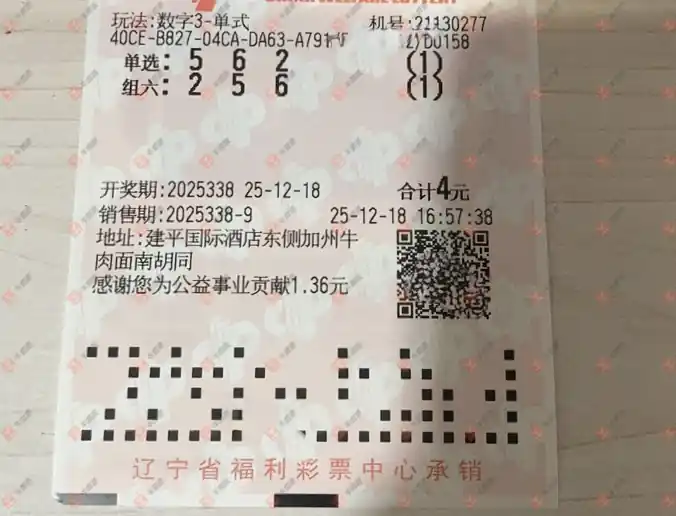 CHINA WELFARE LOTTERY
玩法:数字3-单式 机号:21130277
40CE-B827-04CA-DA63-A791 D0158
单选: 5 6 2 (1)
组六: 2 5 6 (1)
开奖期:2025338 25-12-18 合计4元
销售期:2025338-9 25-12-18 16:57:38
地址:建平国际酒店东侧加州牛
肉面南胡同
感谢您为公益事业贡献1.36元
辽宁省福利彩票中心承销